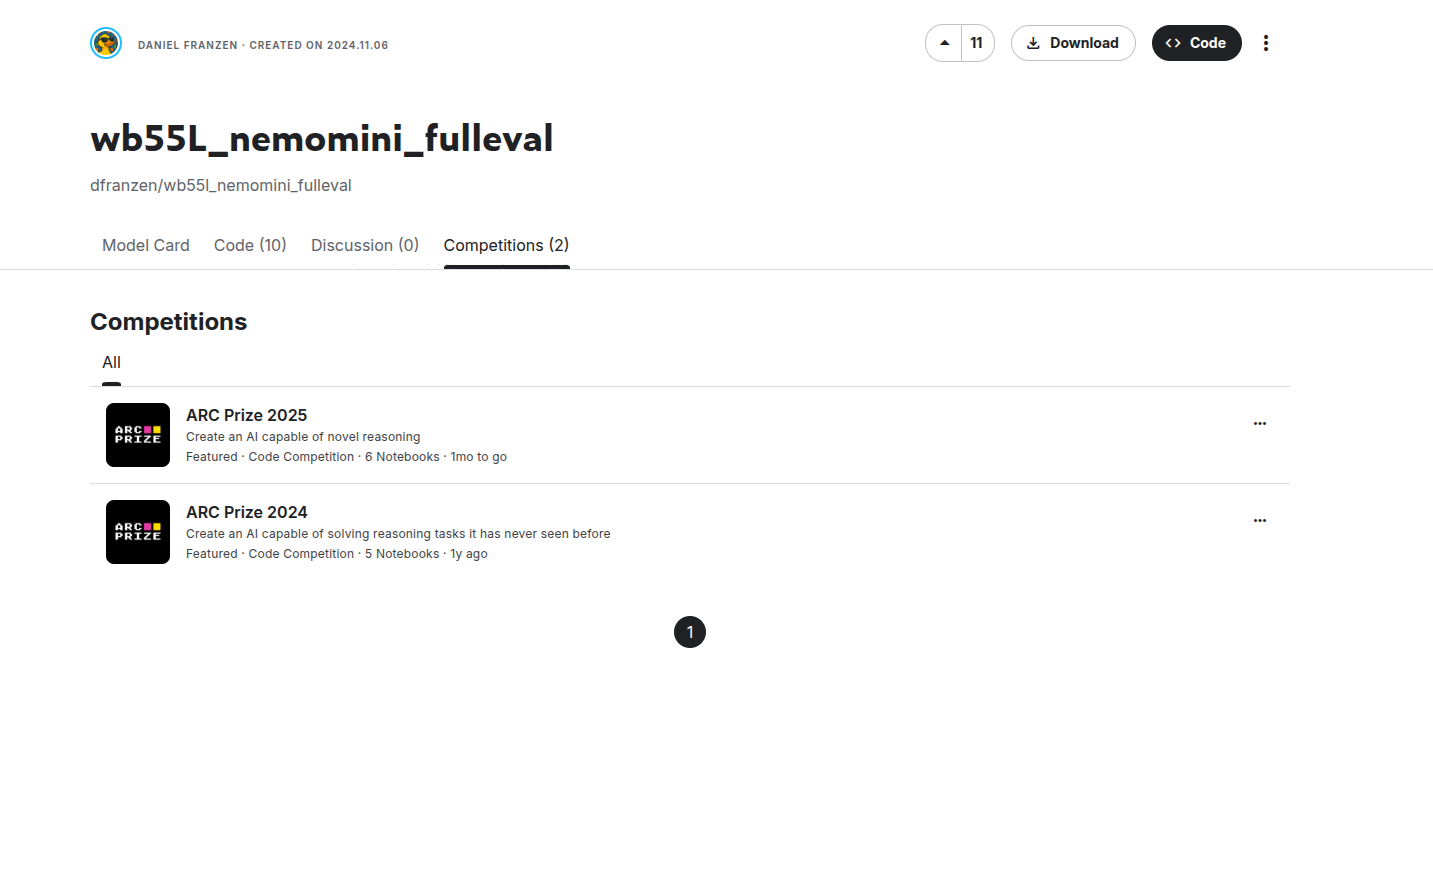 DANIEL FRANZEN · CREATED ON 2024.11.06
11
Download
<> Code
wb55L_nemomini_fulleval
dfranzen/wb55l_nemomini_fulleval
Model Card
Code (10)
Discussion (0)
Competitions (2)
Competitions
All
ARC PRIZE
ARC Prize 2025
Create an AI capable of novel reasoning
Featured · Code Competition · 6 Notebooks · 1mo to go
ARC PRIZE
ARC Prize 2024
Create an AI capable of solving reasoning tasks it has never seen before
Featured · Code Competition · 5 Notebooks · 1y ago
1